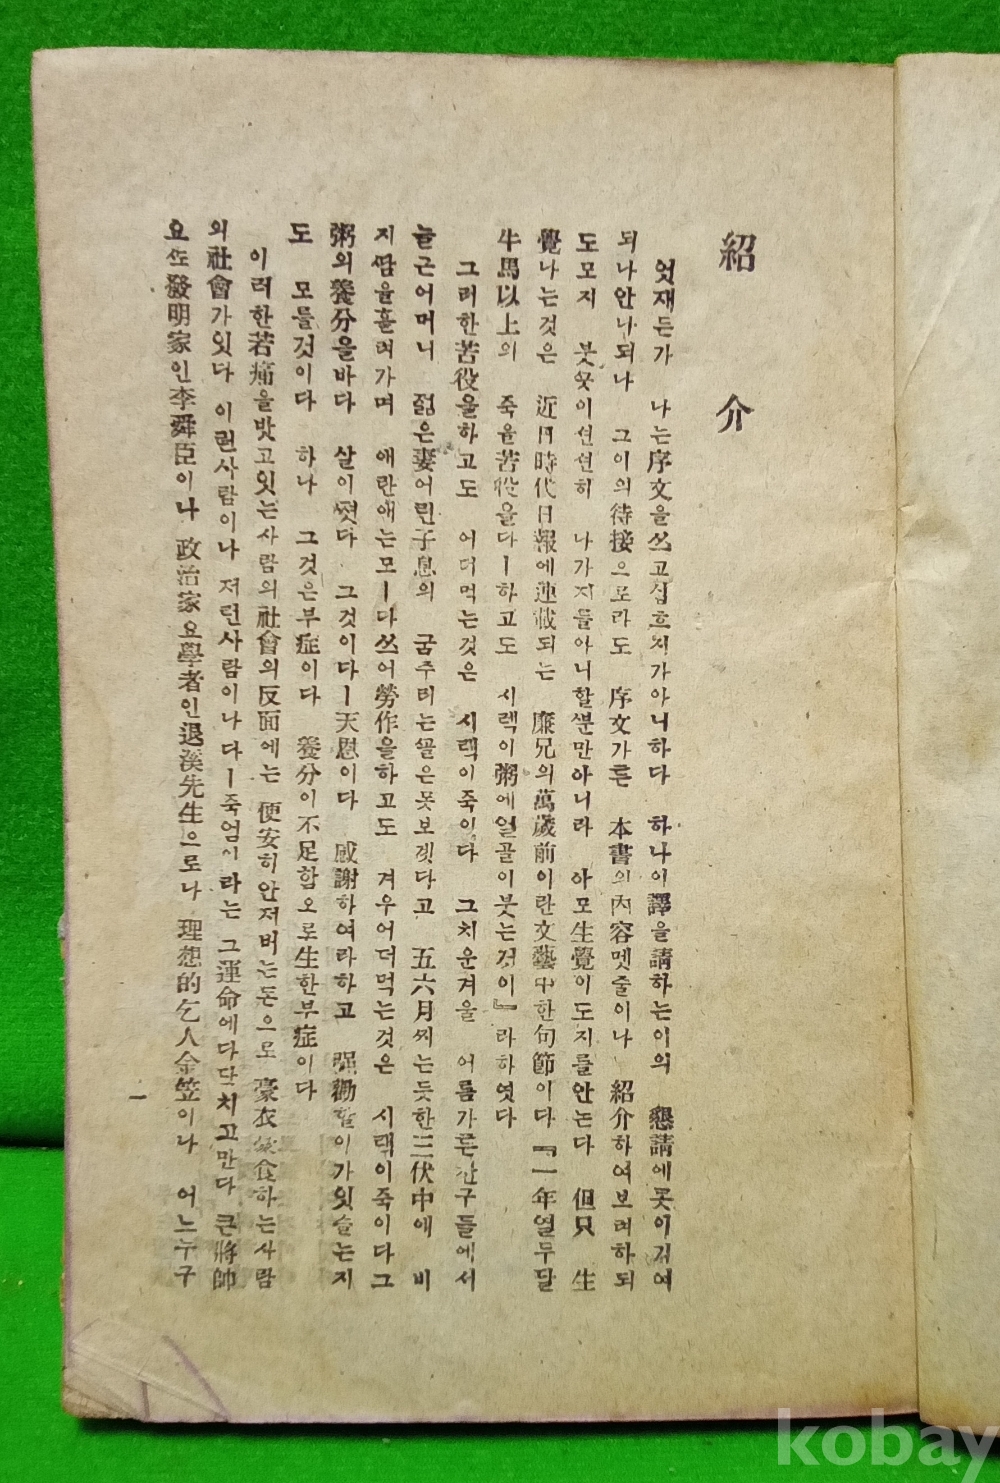 紹介
엇재든가 나는序文을쓰고십흐지가아니하다 하나이譯을請하는이의 懇請에못이긔여
되나안나되나 그이의待接으로라도 序文가튼 本書의內容멧줄이나 紹介하여보려하되
도모지 붓끗이선선히 나가지들아니할뿐만아니라 아모生覺이도지를안는다 但只 生
覺나는것은 近日時代日報에連載되는 廉兄의萬歲前이란文藝中한句節이다『一年열두달
牛馬以上의 죽을苦役을다ㅣ하고도 시랙이粥에얼골이붓는것이』라하엿다
그러한苦役을하고도 어더먹는것은 시랙이죽이다 그치운겨을 어름가튼 구들에서
늘근어머니 젊은妻어린子息의 굼주리는꼴은못보겟다고 五六月찌는듯한三伏中에 비
지땀을흘려가며 애란애는모ㅣ다쓰어勞作을하고도 겨우어더먹는것은 시랙이죽이다그
粥의養分을바다 살이쪗다 그것이다ㅣ天恩이다 感謝하여라하고 强勸할이가잇슬는지
도 모를것이다 하나 그것은부症이다 養分이不足함으로生한부症이다
이러한苦痛을밧고잇는사람의社會의反面에는 便安히안저버는돈으로 豪衣 食하는사람
의社會가잇다 이런사람이나 저런사람이나다ㅣ죽엄이라는 그運命에다닷치고만다 큰將帥
요쏘發明家인李舜臣이나 政治家요學者인退溪先生으로나 理想的乞人金笠이나 어느누구
一
kobay